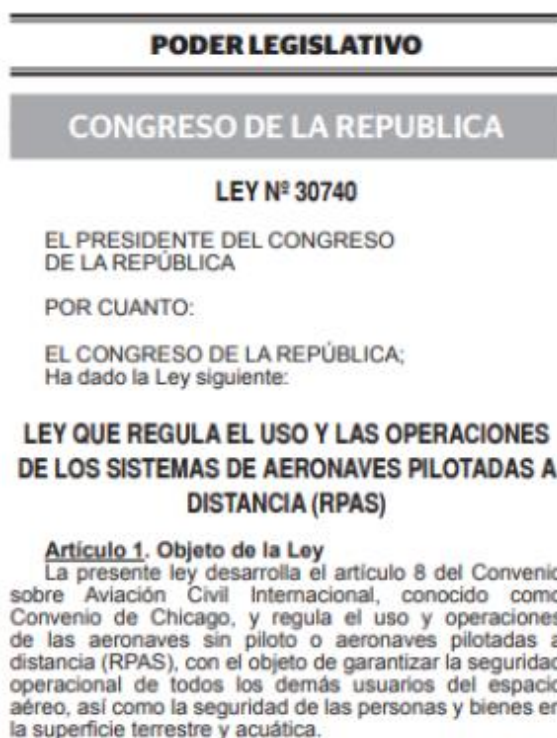 PODER LEGISLATIVO
CONGRESO DE LA REPUBLICA
LEY Nº 30740
EL PRESIDENTE DEL CONGRESO
DE LA REPÚBLICA
POR CUANTO:
EL CONGRESO DE LA REPÚBLICA;
Ha dado la Ley siguiente:
LEY QUE REGULA EL USO Y LAS OPERACIONES
DE LOS SISTEMAS DE AERONAVES PILOTADAS A
DISTANCIA (RPAS)
Artículo 1. Objeto de la Ley
La presente ley desarrolla el artículo 8 del Convenio
sobre Aviación Civil Internacional, conocido como
Convenio de Chicago, y regula el uso y operaciones
de las aeronaves sin piloto o aeronaves pilotadas a
distancia (RPAS), con el objeto de garantizar la seguridad
operacional de todos los demás usuarios del espacio
aéreo, así como la seguridad de las personas y bienes en
la superficie terrestre y acuática.